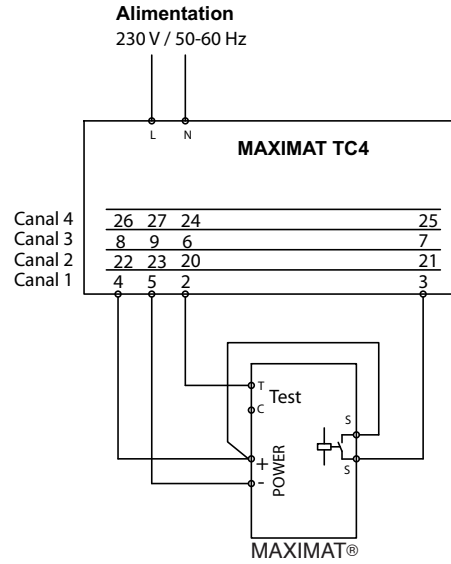 Alimentation
230 V / 50-60 Hz
L N
MAXIMAT TC4
Canal 4 26 27 24 25
Canal 3 8 9 6 7
Canal 2 22 23 20 21
Canal 1 4 5 2 3
T Test
C
S
+
S
-
POWER
MAXIMAT®